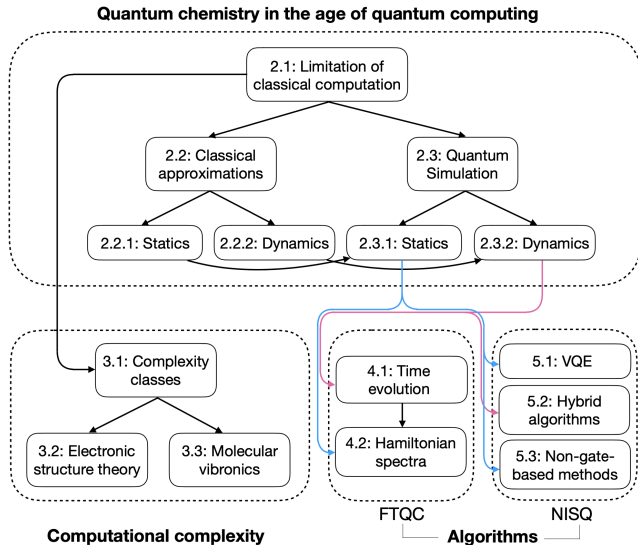 Quantum chemistry in the age of quantum computing
2.1: Limitation of
classical computation
2.2: Classical
approximations
2.3: Quantum
Simulation
2.2.1: Statics
2.2.2: Dynamics
2.3.1: Statics
2.3.2: Dynamics
3.1: Complexity
classes
3.2: Electronic
structure theory
3.3: Molecular
vibronics
4.1: Time
evolution
4.2: Hamiltonian
spectra
5.1: VQE
5.2: Hybrid
algorithms
5.3: Non-gate-
based methods
FTQC
NISQ
Computational complexity
Algorithms